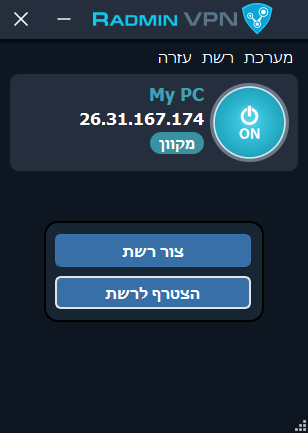 RADMIN VPN
מערכת רשת עזרה
My PC
26.31.167.174
מקוון
ON
צור רשת
הצטרף לרשת